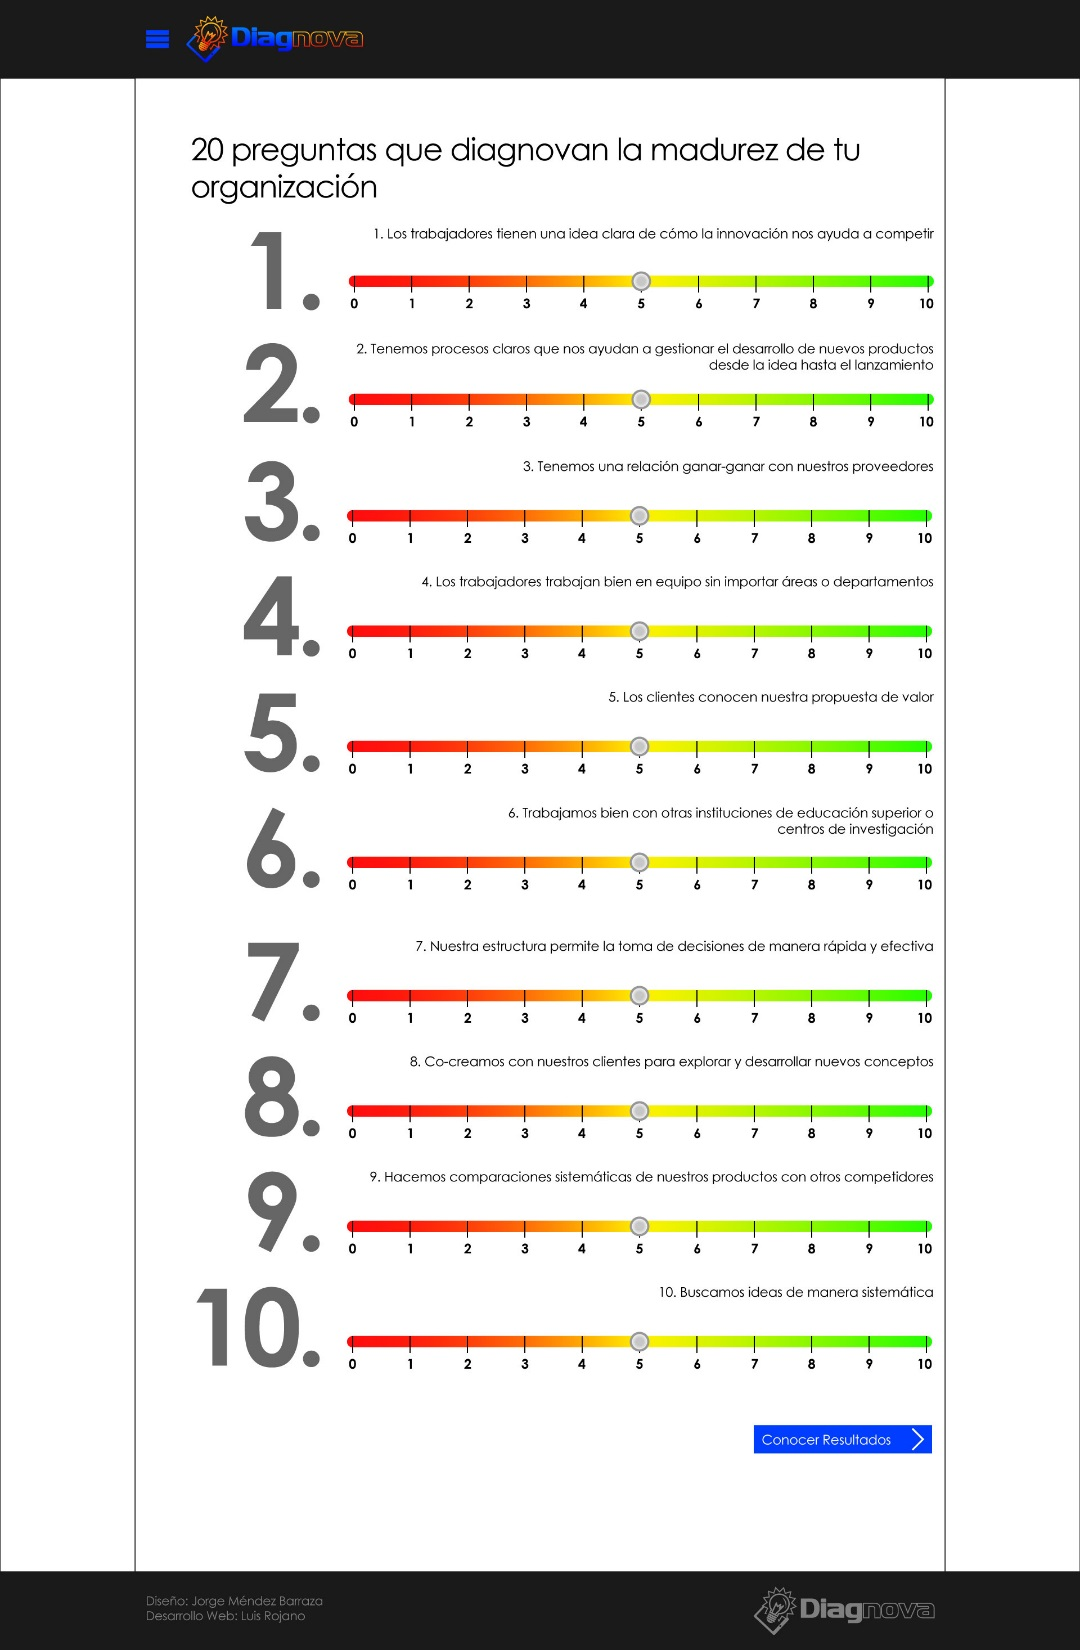 Diagnova
20 preguntas que diagnovan la madurez de tu
organización
1.
1. Los trabajadores tienen una idea clara de cómo la innovación nos ayuda a competir
0 1 2 3 4 5 6 7 8 9 10
2.
2. Tenemos procesos claros que nos ayudan a gestionar el desarrollo de nuevos productos
desde la idea hasta el lanzamiento
0 1 2 3 4 5 6 7 8 9 10
3.
3. Tenemos una relación ganar-ganar con nuestros proveedores
0 1 2 3 4 5 6 7 8 9 10
4.
4. Los trabajadores trabajan bien en equipo sin importar áreas o departamentos
0 1 2 3 4 5 6 7 8 9 10
5.
5. Los clientes conocen nuestra propuesta de valor
0 1 2 3 4 5 6 7 8 9 10
6.
6. Trabajamos bien con otras instituciones de educación superior o
centros de investigación
0 1 2 3 4 5 6 7 8 9 10
7.
7. Nuestra estructura permite la toma de decisiones de manera rápida y efectiva
0 1 2 3 4 5 6 7 8 9 10
8.
8. Co-creamos con nuestros clientes para explorar y desarrollar nuevos conceptos
0 1 2 3 4 5 6 7 8 9 10
9.
9. Hacemos comparaciones sistemáticas de nuestros productos con otros competidores
0 1 2 3 4 5 6 7 8 9 10
10.
10. Buscamos ideas de manera sistemática
0 1 2 3 4 5 6 7 8 9 10
Conocer Resultados
Diseño: Jorge Méndez Barraza
Desarrollo Web: Luis Rojano
Diagnova